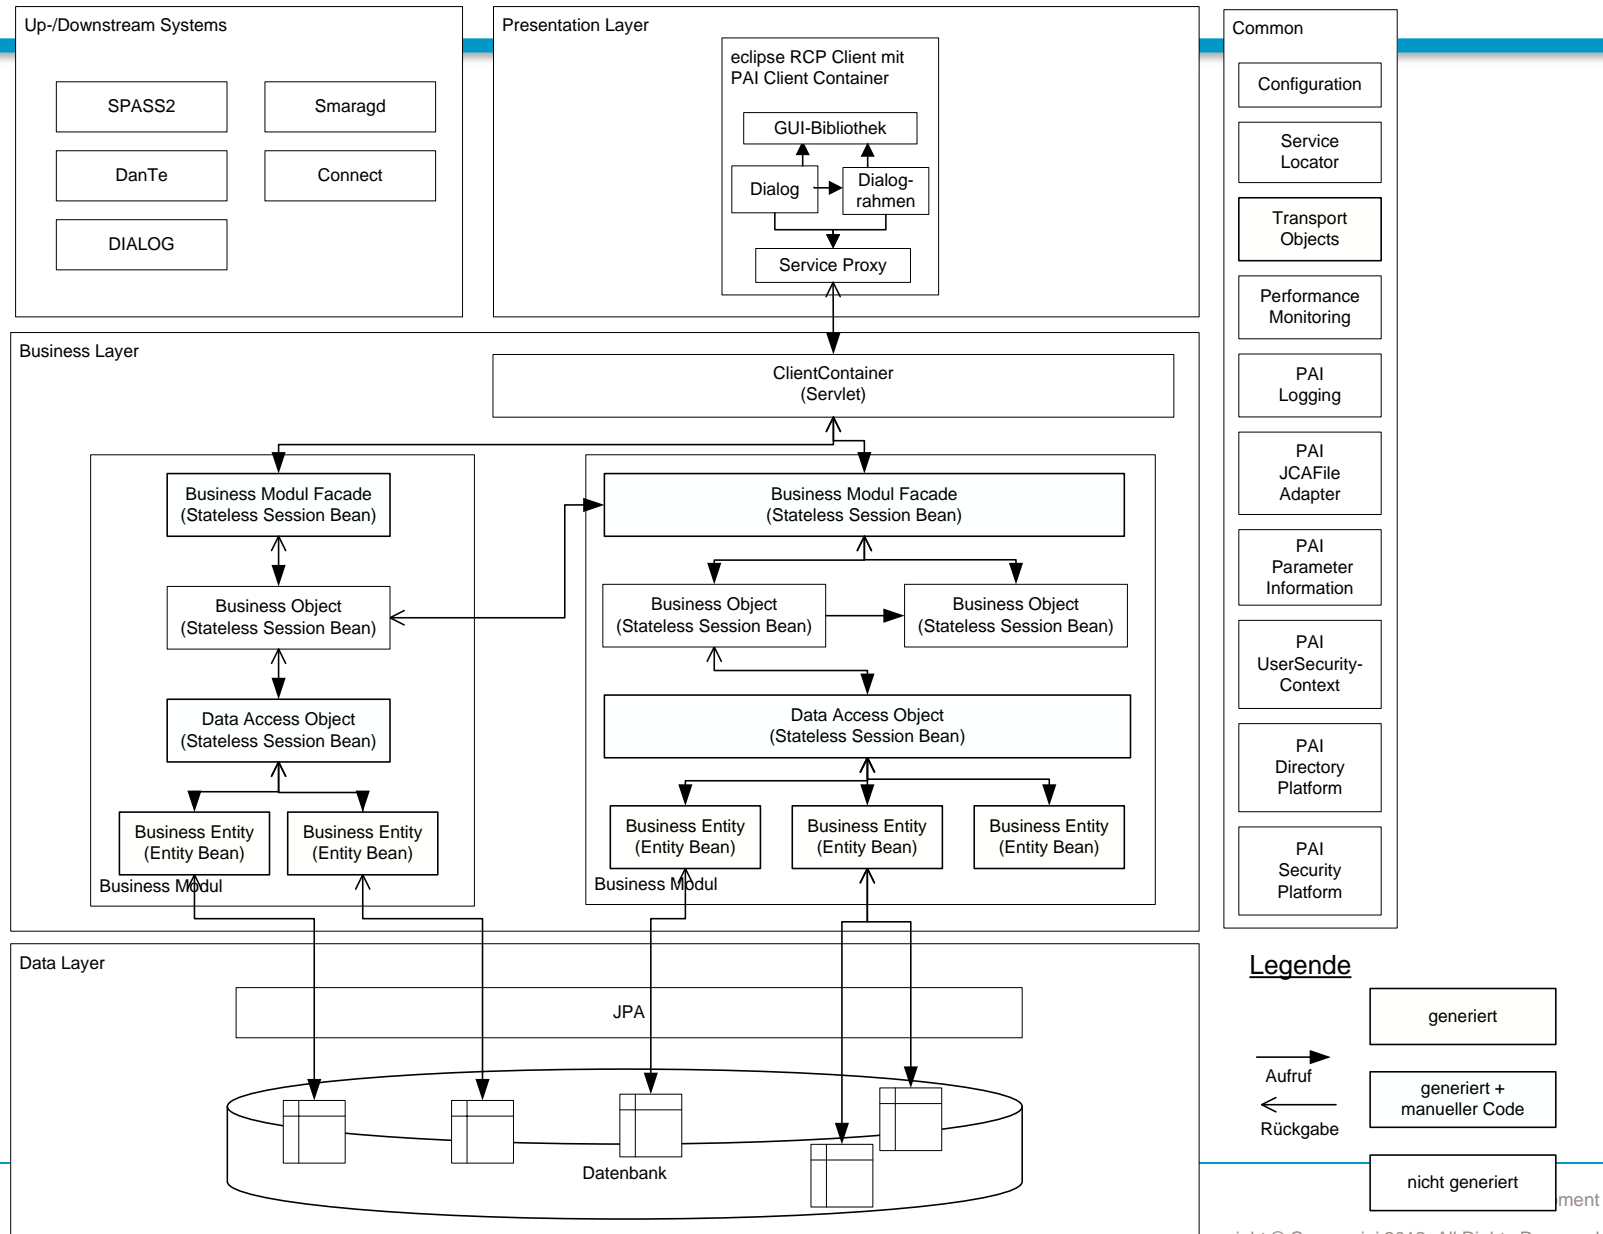 Up-/Downstream Systems
SPASS2
Smaragd
DanTe
Connect
DIALOG
Presentation Layer
eclipse RCP Client mit
PAI Client Container
GUI-Bibliothek
Dialog
Dialog-
rahmen
Service Proxy
Common
Configuration
Service
Locator
Transport
Objects
Performance
Monitoring
PAI
Logging
PAI
JCAFile
Adapter
PAI
Parameter
Information
PAI
UserSecurity-
Context
PAI
Directory
Platform
PAI
Security
Platform
Business Layer
ClientContainer
(Servlet)
Business Modul Facade
(Stateless Session Bean)
Business Object
(Stateless Session Bean)
Data Access Object
(Stateless Session Bean)
Business Entity
(Entity Bean)
Business Entity
(Entity Bean)
Business Modul
Business Modul Facade
(Stateless Session Bean)
Business Object
(Stateless Session Bean)
Business Object
(Stateless Session Bean)
Data Access Object
(Stateless Session Bean)
Business Entity
(Entity Bean)
Business Entity
(Entity Bean)
Business Entity
(Entity Bean)
Business Modul
Data Layer
JPA
Datenbank
Legende
generiert
Aufruf
generiert +
manueller Code
Rückgabe
nicht generiert